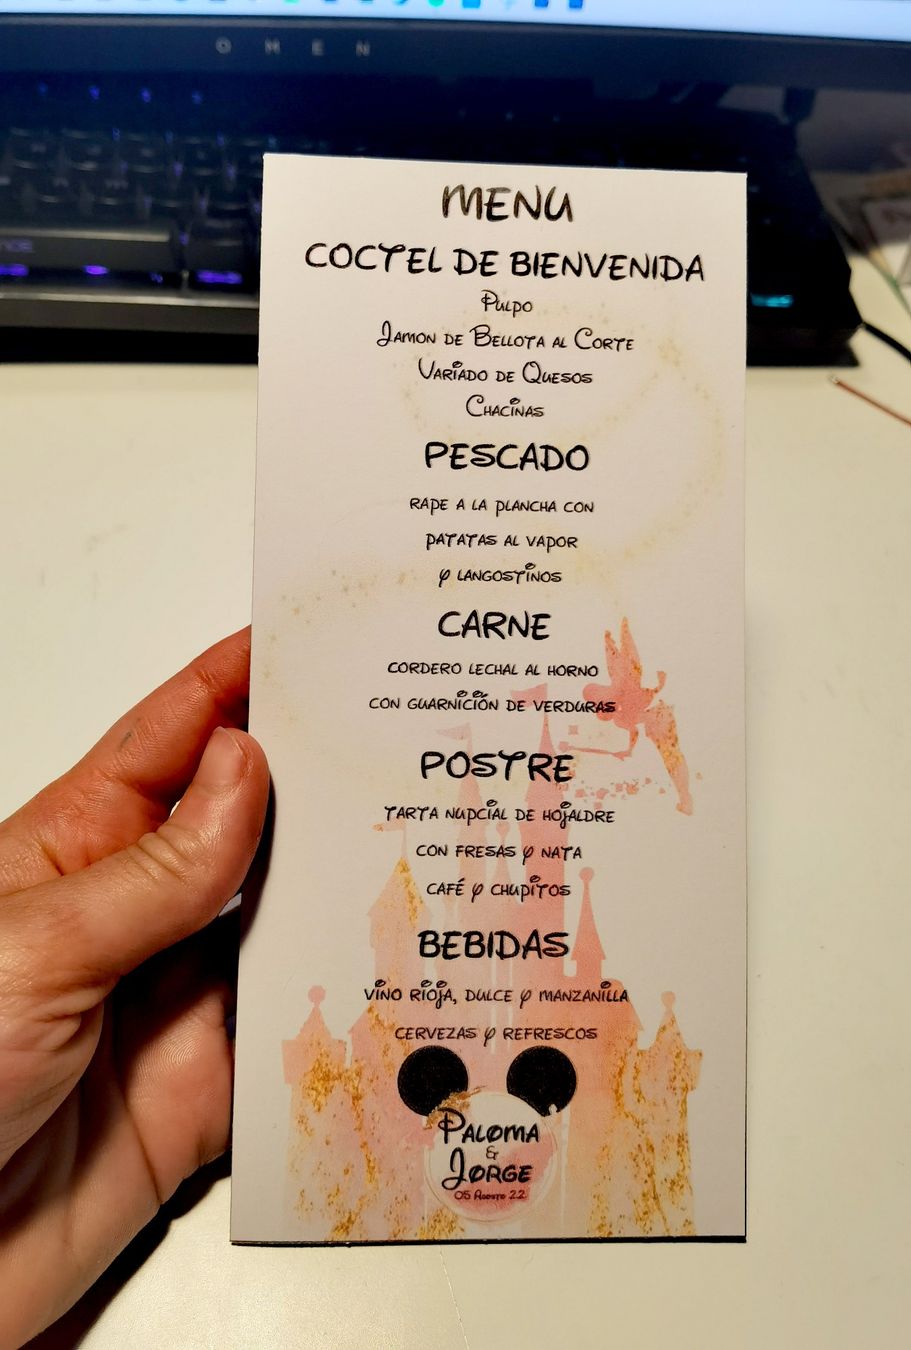 OMEN
MENU
COCTEL DE BIENVENIDA
PULPO
JAMON DE BELLOTA AL CORTE
VARIADO DE QUESOS
CHACINAS
PESCADO
RAPE A LA PLANCHA CON
PATATAS AL VAPOR
Y LANGOSTINOS
CARNE
CORDERO LECHAL AL HORNO
CON GUARNICIÓN DE VERDURAS
POSTRE
TARTA NUPCIAL DE HOJALDRE
CON FRESAS Y NATA
CAFÉ Y CHUPITOS
BEBIDAS
VINO RIOJA, DULCE Y MANZANILLA
CERVEZAS Y REFRESCOS
PALOMA
&
JORGE
05 AGOSTO 22